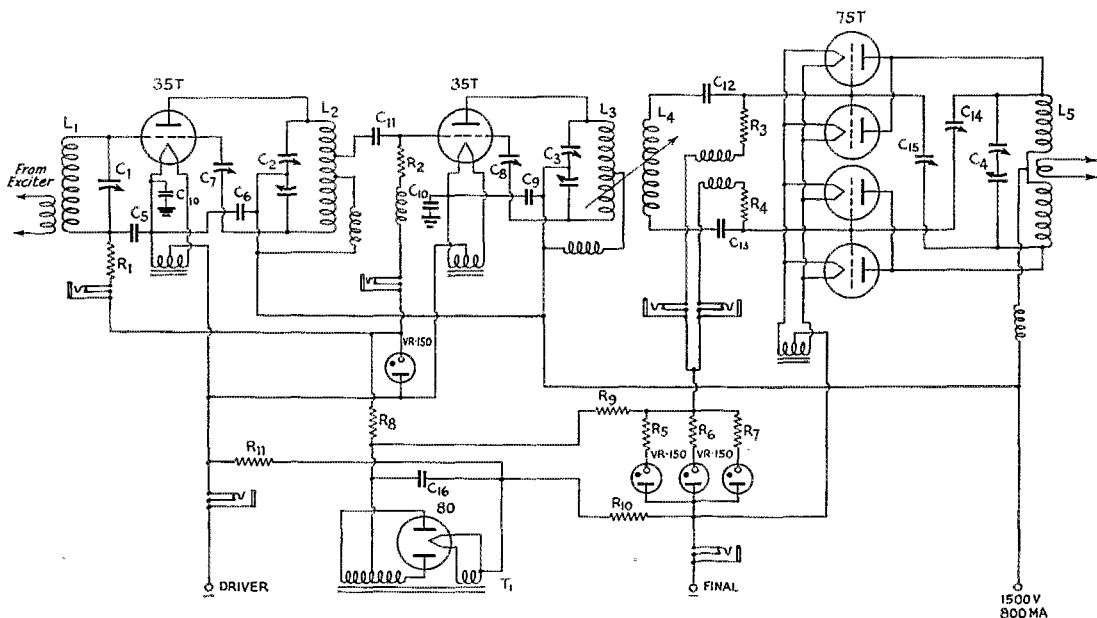 75T
35T
35T
L1
L2
C11
L3
L4
C12
C14
L5
From
Exciter
C1
C7
C2
R2
C8
C3
R3
C15
C4
C5
C10
C6
C10
C9
R4
C13
R1
VR-150
R8
R9
R5
R6
R7
VR-150
VR-150
R11
C16
80
R10
T1
DRIVER
FINAL
1500V
800MA